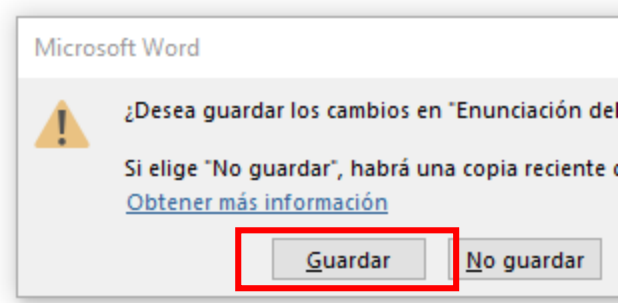 Microsoft Word
¿Desea guardar los cambios en "Enunciación del
Si elige "No guardar", habrá una copia reciente
Obtener más información
Guardar
No guardar